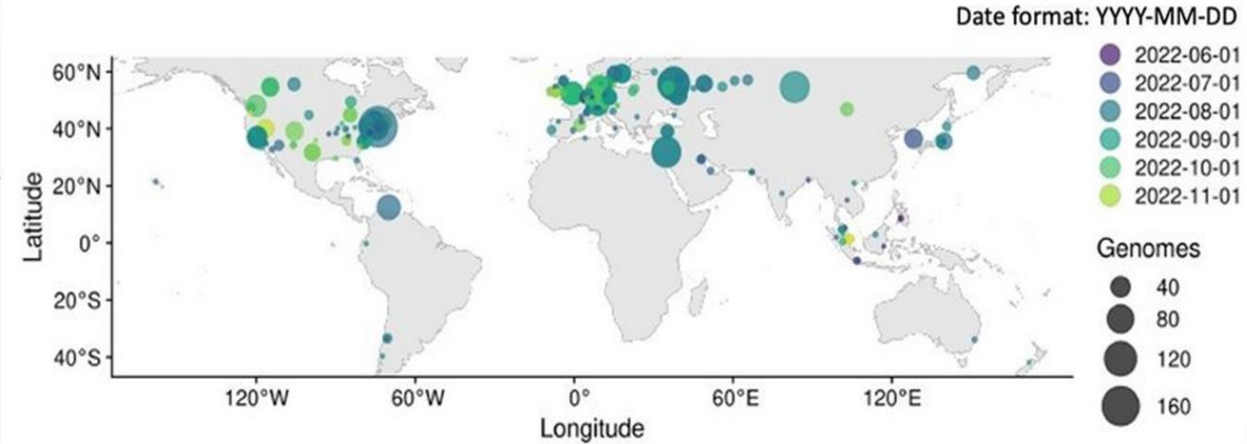 Date format: YYYY-MM-DD
2022-06-01
2022-07-01
2022-08-01
2022-09-01
2022-10-01
2022-11-01
Genomes
40
80
120
160
Latitude
60°N
40°N
20°N
0°
20°S
40°S
120°W 60°W 0° 60°E 120°E
Longitude